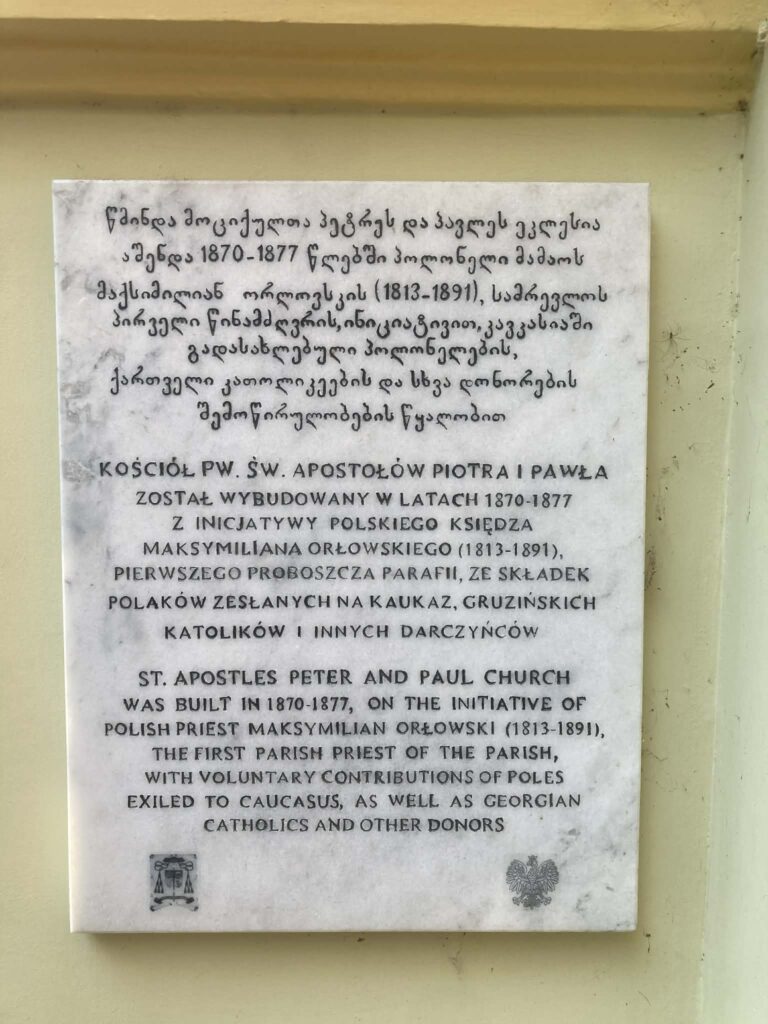 წმინდა მოციქულთა პეტრეს და პავლეს ეკლესია
აშენდა 1870-1877 წლებში პოლონელი მამაოს
მაქსიმილიან ორლოვსკის (1813-1891), სამრევლოს
პირველი წინამძღვრის,ინიციატივით,კავკასიაში
გადასახლებული პოლონელების,
ქართველი კათოლიკეების და სხვა დონორების
შემოწირულობების წყალობით
KOŚCIÓŁ PW. ŚW. APOSTOŁÓW PIOTRA I PAWŁA
ZOSTAŁ WYBUDOWANY W LATACH 1870-1877
Z INICJATYWY POLSKIEGO KSIĘDZA
MAKSYMILIANA ORŁOWSKIEGO (1813-1891),
PIERWSZEGO PROBOSZCZA PARAFII, ZE SKŁADEK
POLAKÓW ZESŁANYCH NA KAUKAZ, GRUZIŃSKICH
KATOLIKÓW I INNYCH DARCZYŃCÓW
ST. APOSTLES PETER AND PAUL CHURCH
WAS BUILT IN 1870-1877, ON THE INITIATIVE OF
POLISH PRIEST MAKSYMILIAN ORŁOWSKI (1813-1891),
THE FIRST PARISH PRIEST OF THE PARISH,
WITH VOLUNTARY CONTRIBUTIONS OF POLES
EXILED TO CAUCASUS, AS WELL AS GEORGIAN
CATHOLICS AND OTHER DONORS